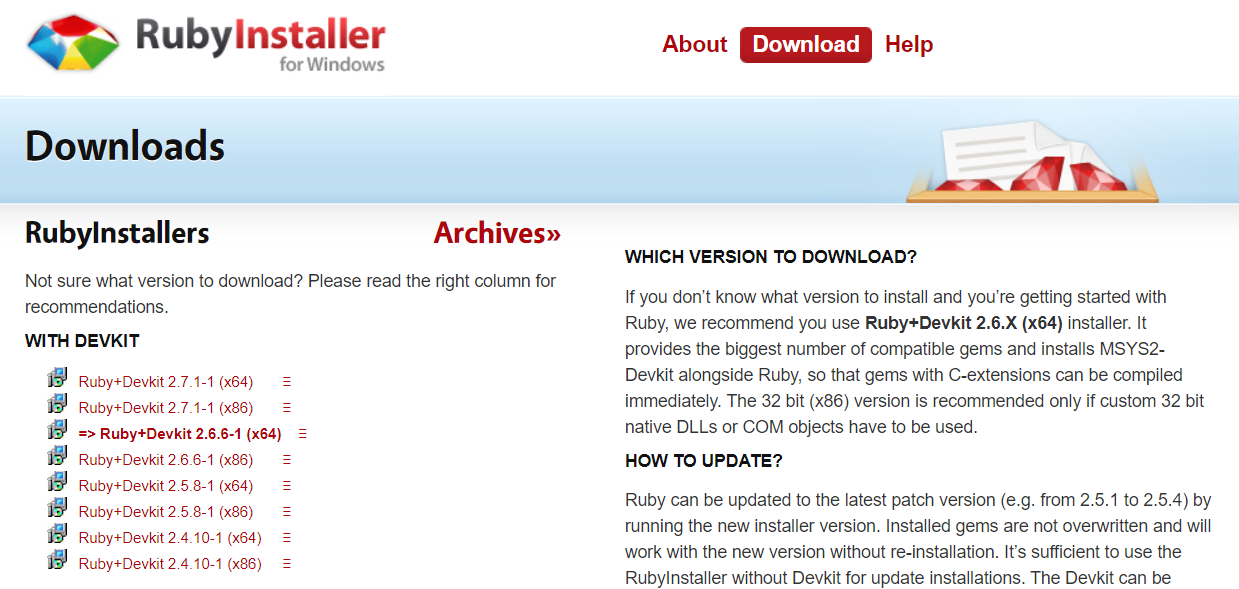 RubyInstaller
for Windows
About Download Help
Downloads
RubyInstallers Archives»
Not sure what version to download? Please read the right column for
recommendations.
WITH DEVKIT
Ruby+Devkit 2.7.1-1 (x64)
Ruby+Devkit 2.7.1-1 (x86)
=> Ruby+Devkit 2.6.6-1 (x64)
Ruby+Devkit 2.6.6-1 (x86)
Ruby+Devkit 2.5.8-1 (x64)
Ruby+Devkit 2.5.8-1 (x86)
Ruby+Devkit 2.4.10-1 (x64)
Ruby+Devkit 2.4.10-1 (x86)
WHICH VERSION TO DOWNLOAD?
If you don’t know what version to install and you’re getting started with
Ruby, we recommend you use Ruby+Devkit 2.6.X (x64) installer. It
provides the biggest number of compatible gems and installs MSYS2-
Devkit alongside Ruby, so that gems with C-extensions can be compiled
immediately. The 32 bit (x86) version is recommended only if custom 32 bit
native DLLs or COM objects have to be used.
HOW TO UPDATE?
Ruby can be updated to the latest patch version (e.g. from 2.5.1 to 2.5.4) by
running the new installer version. Installed gems are not overwritten and will
work with the new version without re-installation. It’s sufficient to use the
RubyInstaller without Devkit for update installations. The Devkit can be